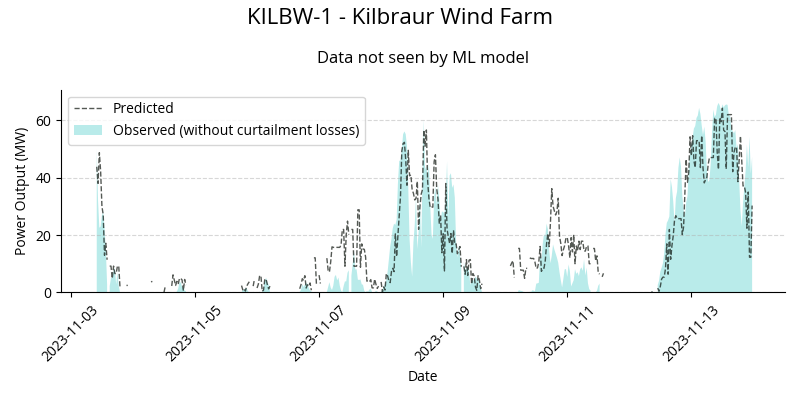 KILBW-1 - Kilbraur Wind Farm
Data not seen by ML model
Predicted
Observed (without curtailment losses)
Power Output (MW)
60
40
20
0
2023-11-03
2023-11-05
2023-11-07
2023-11-09
2023-11-11
2023-11-13
Date